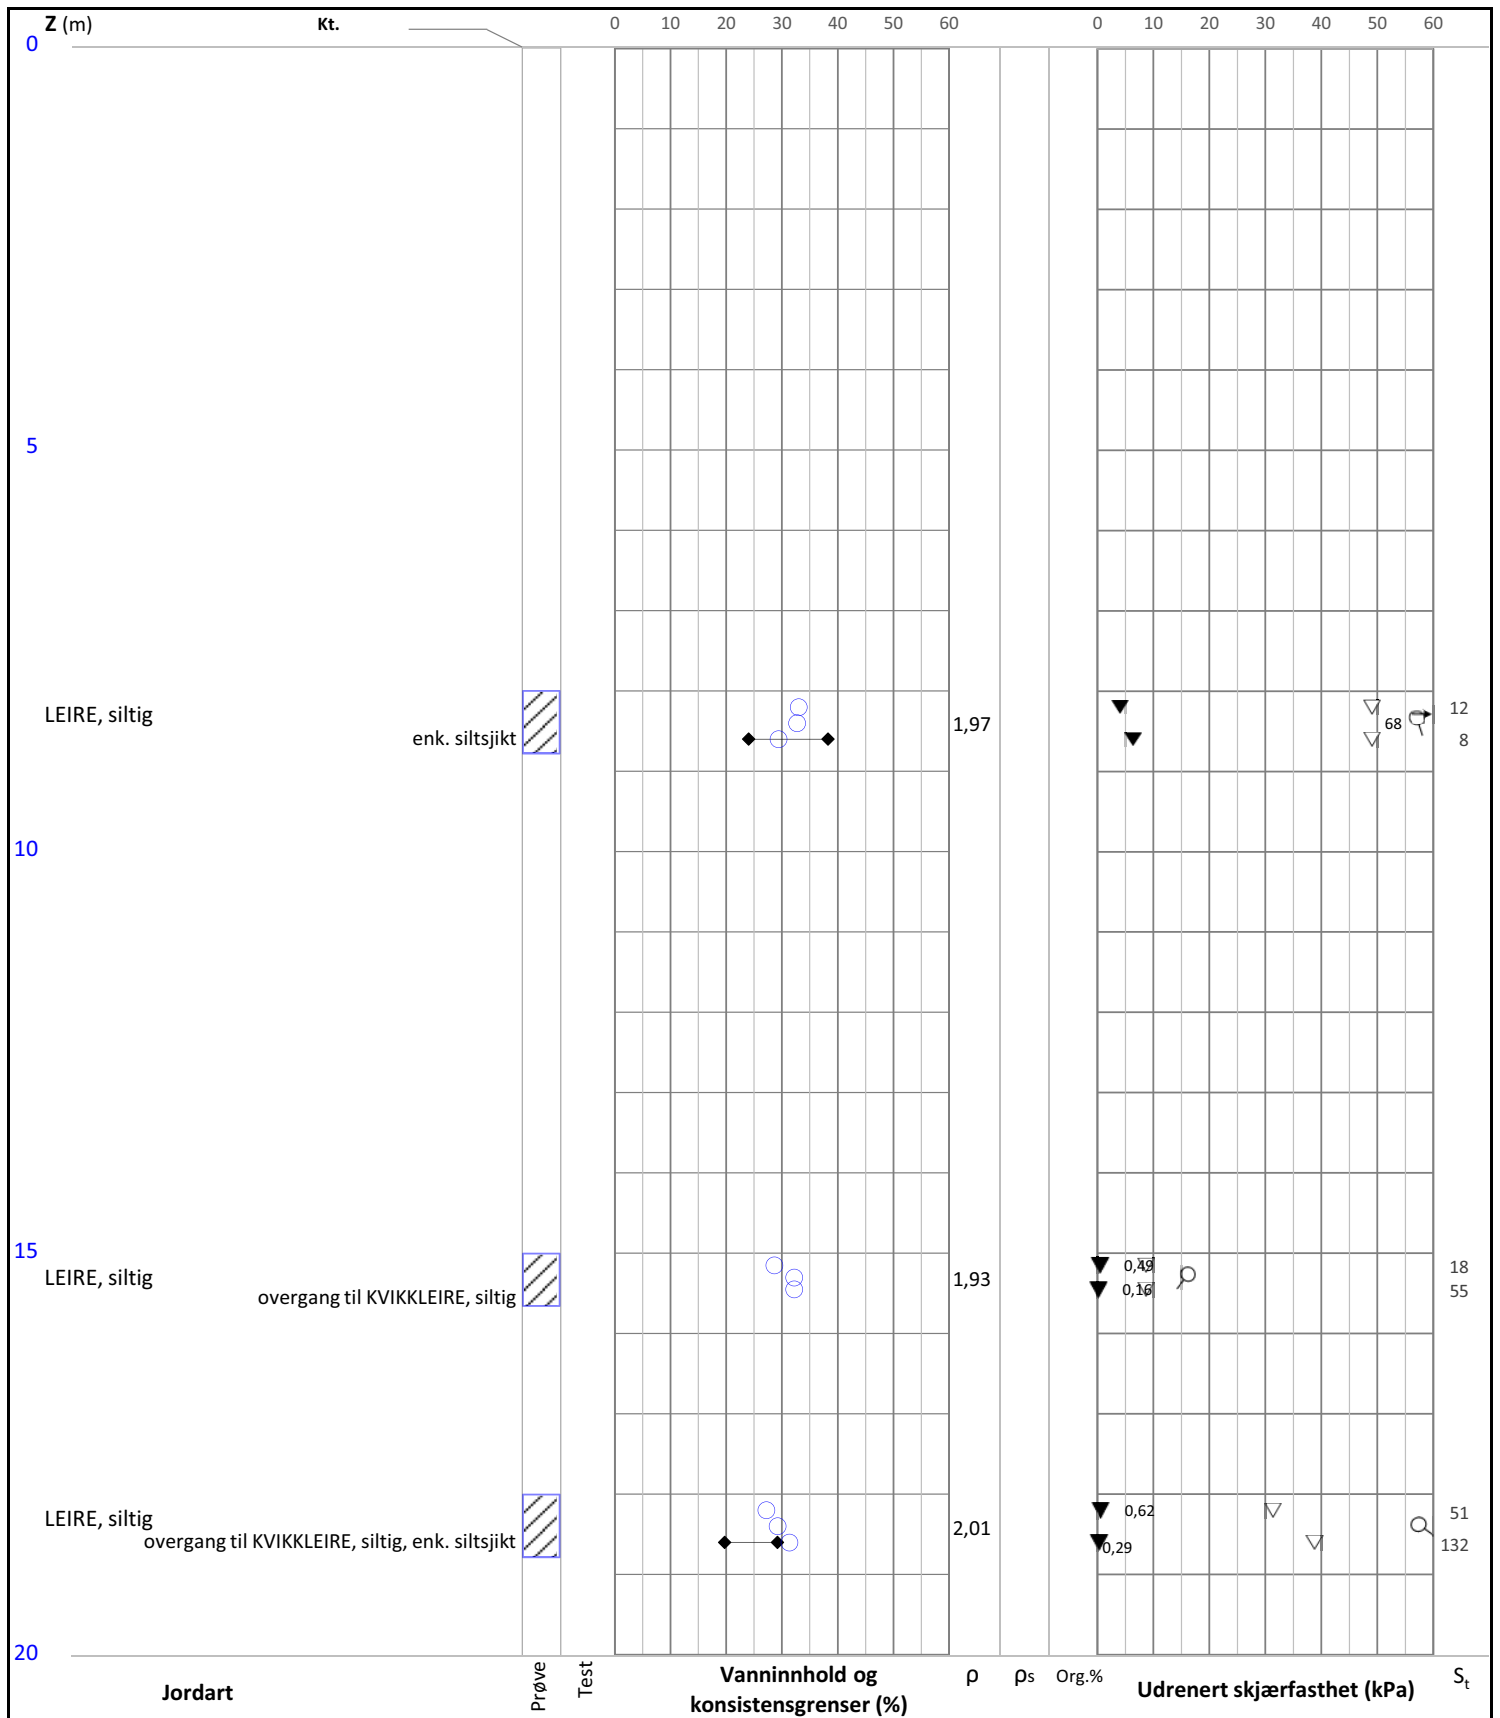 Z (m) Kt. 0 10 20 30 40 50 60 0 10 20 30 40 50 60
0
5
LEIRE, siltig 12
1,97 68
enk. siltsjikt 8
10
15
0,49 18
LEIRE, siltig 1,93
overgang til KVIKKLEIRE, siltig 0,16 55
LEIRE, siltig 0,62 51
2,01
overgang til KVIKKLEIRE, siltig, enk. siltsjikt 0,29 132
20
Jordart Prøve Test Vanninnhold og ρ ρs Org.% Udrenert skjærfasthet (kPa) St
konsistensgrenser (%)